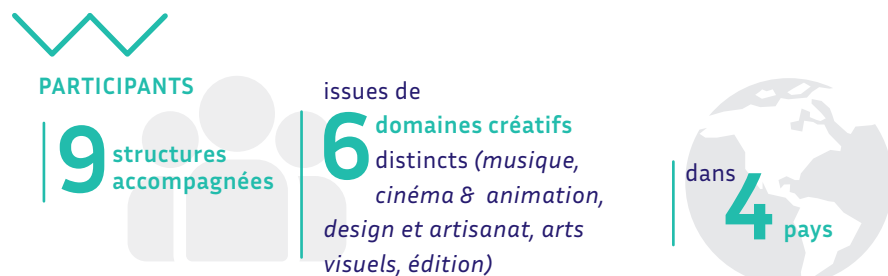 PARTICIPANTS
9 structures
accompagnées
issues de
6 domaines créatifs
distincts (musique,
cinéma & animation,
design et artisanat, arts
visuels, édition)
dans
4 pays